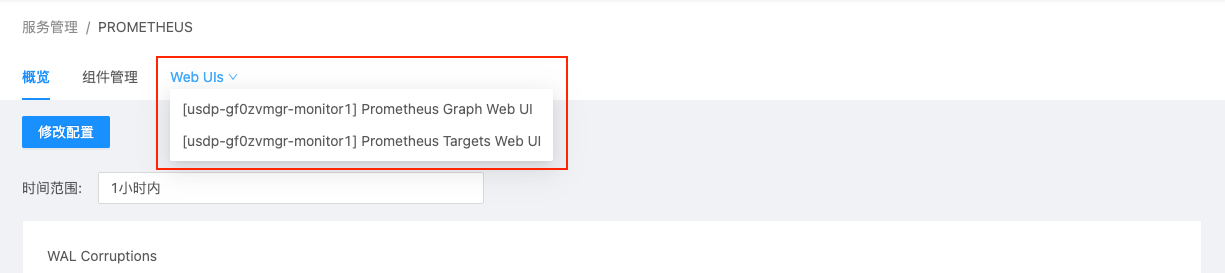 服务管理 / PROMETHEUS
概览 组件管理 Web UIs
[usdp-gf0zvmgr-monitor1] Prometheus Graph Web UI
[usdp-gf0zvmgr-monitor1] Prometheus Targets Web UI
修改配置
时间范围: 1小时内
WAL Corruptions